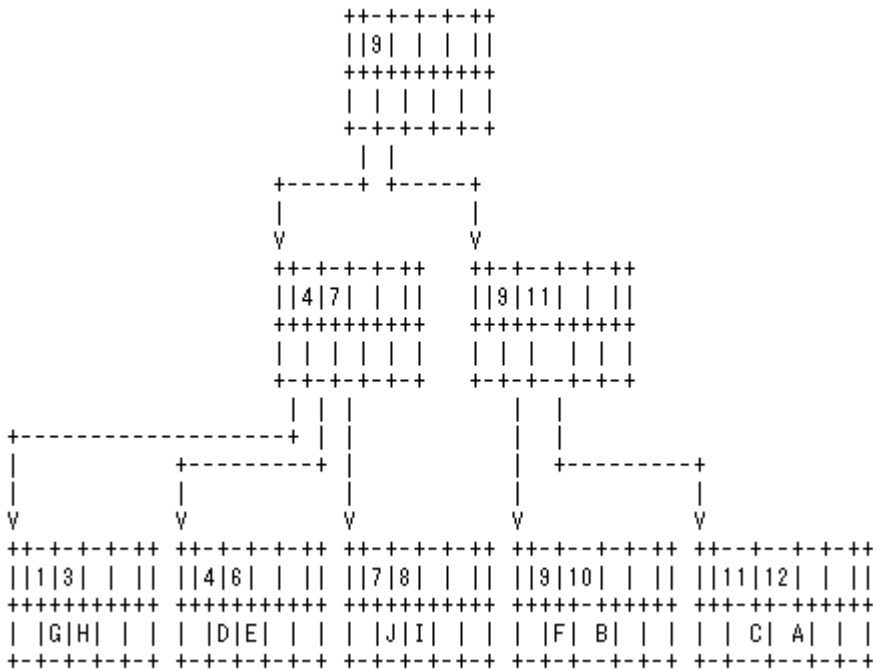 ++-+-+-+-++
||9| | | ||
+++++++++++
| | | | | |
+-+-+-+-+-+
| |
+-----+ +-----+
| |
V V
++-+-+-+-++ ++-+--+-+-++
||4|7| | || ||9|11| | ||
+++++++++++ +++++-++++++
| | | | | | | | | | | |
+-+-+-+-+-+ +-+-+--+-+-+
| | | | |
+--------------------+ | | | |
| +---------+ | | +---------+
| | | | |
V V V V V
++-+-+-+-++ ++-+-+-+-++ ++-+-+-+-++ ++-+--+-+-++ ++--+--+-+-++
||1|3| | || ||4|6| | || ||7|8| | || ||9|10| | || ||11|12| | ||
+++++++++++ +++++++++++ +++++++++++ +++++-++++++ +++-++-++++++
| |G|H| | | | |D|E| | | | |J|I| | | | |F| B| | | | | C| A| | |
+-+-+-+-+-+ +-+-+-+-+-+ +-+-+-+-+-+ +-+-+--+-+-+ +-+--+--+-+-+